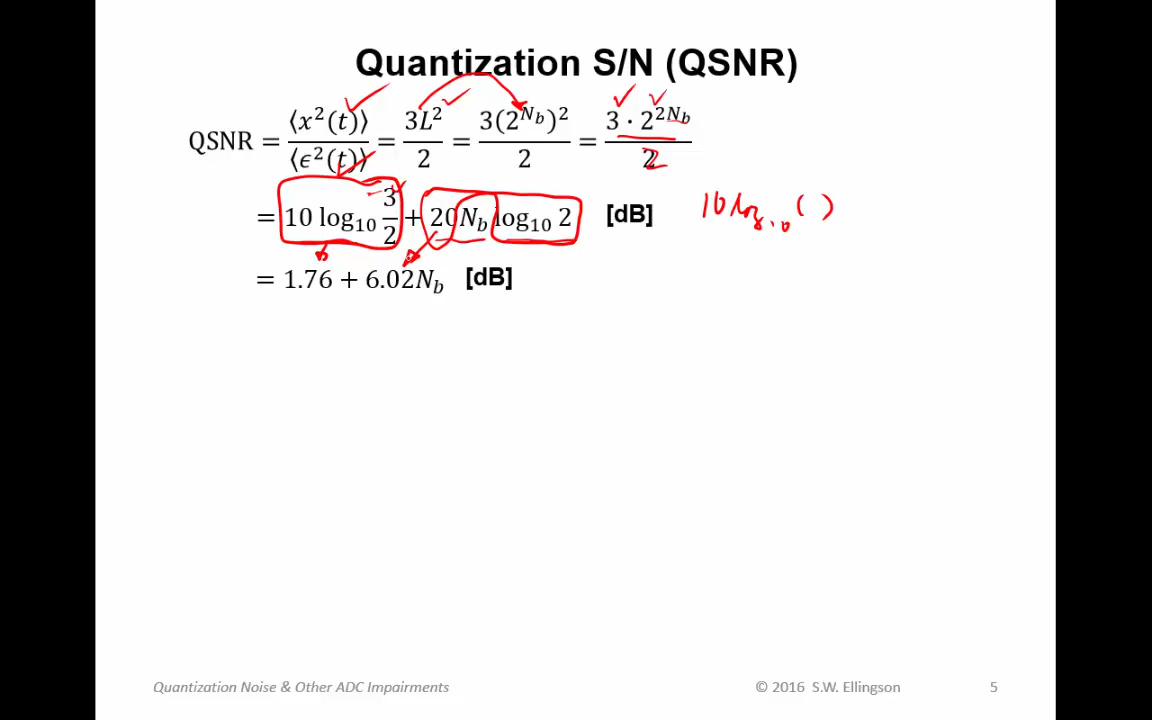 Quantization S/N (QSNR)
QSNR = ⟨x²(t)⟩/⟨ϵ²(t)⟩ = 3L²/2 = 3(2^{N_b})²/2 = 3 · 2^{2N_b}/2
= 10 log₁₀ 3/2 + 20N_b log₁₀ 2 [dB] 10 log₁₀ ( )
= 1.76 + 6.02N_b [dB]
Quantization Noise & Other ADC Impairments © 2016 S.W. Ellingson 5